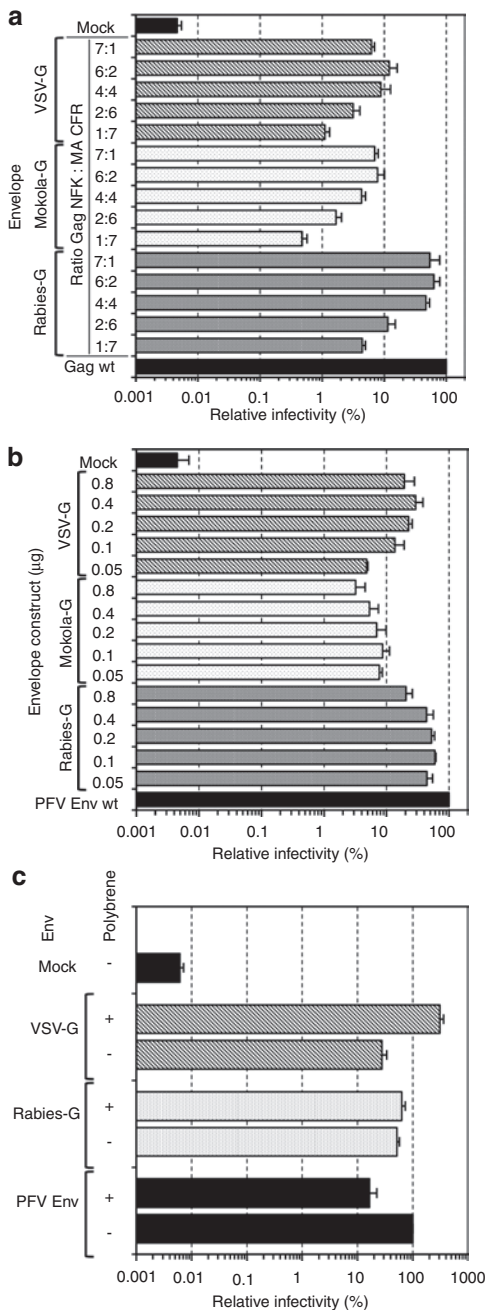 a
Mock
Envelope
VSV-G
Mokola-G
Rabies-G
Ratio Gag NFK : MA CFR
7:1
6:2
4:4
2:6
1:7
7:1
6:2
4:4
2:6
1:7
7:1
6:2
4:4
2:6
1:7
Gag wt
0.001 0.01 0.1 1 10 100
Relative infectivity (%)
b
Mock
Envelope construct (µg)
VSV-G
Mokola-G
Rabies-G
0.8
0.4
0.2
0.1
0.05
0.8
0.4
0.2
0.1
0.05
0.8
0.4
0.2
0.1
0.05
PFV Env wt
0.001 0.01 0.1 1 10 100
Relative infectivity (%)
c
Env
Polybrene
Mock -
VSV-G
+
-
Rabies-G
+
-
PFV Env
+
-
0.001 0.01 0.1 1 10 100 1000
Relative infectivity (%)